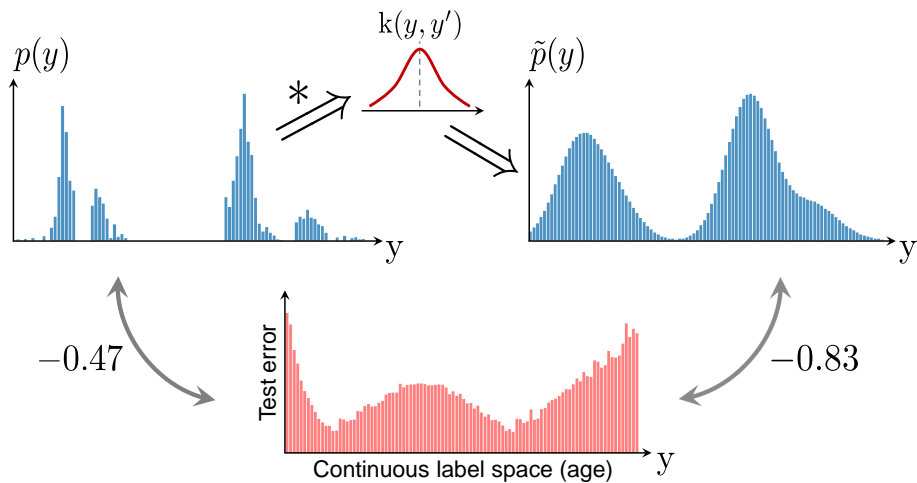 k(y, y′)
p(y)
*
p̃(y)
y
y
−0.47
Test error
−0.83
y
Continuous label space (age)